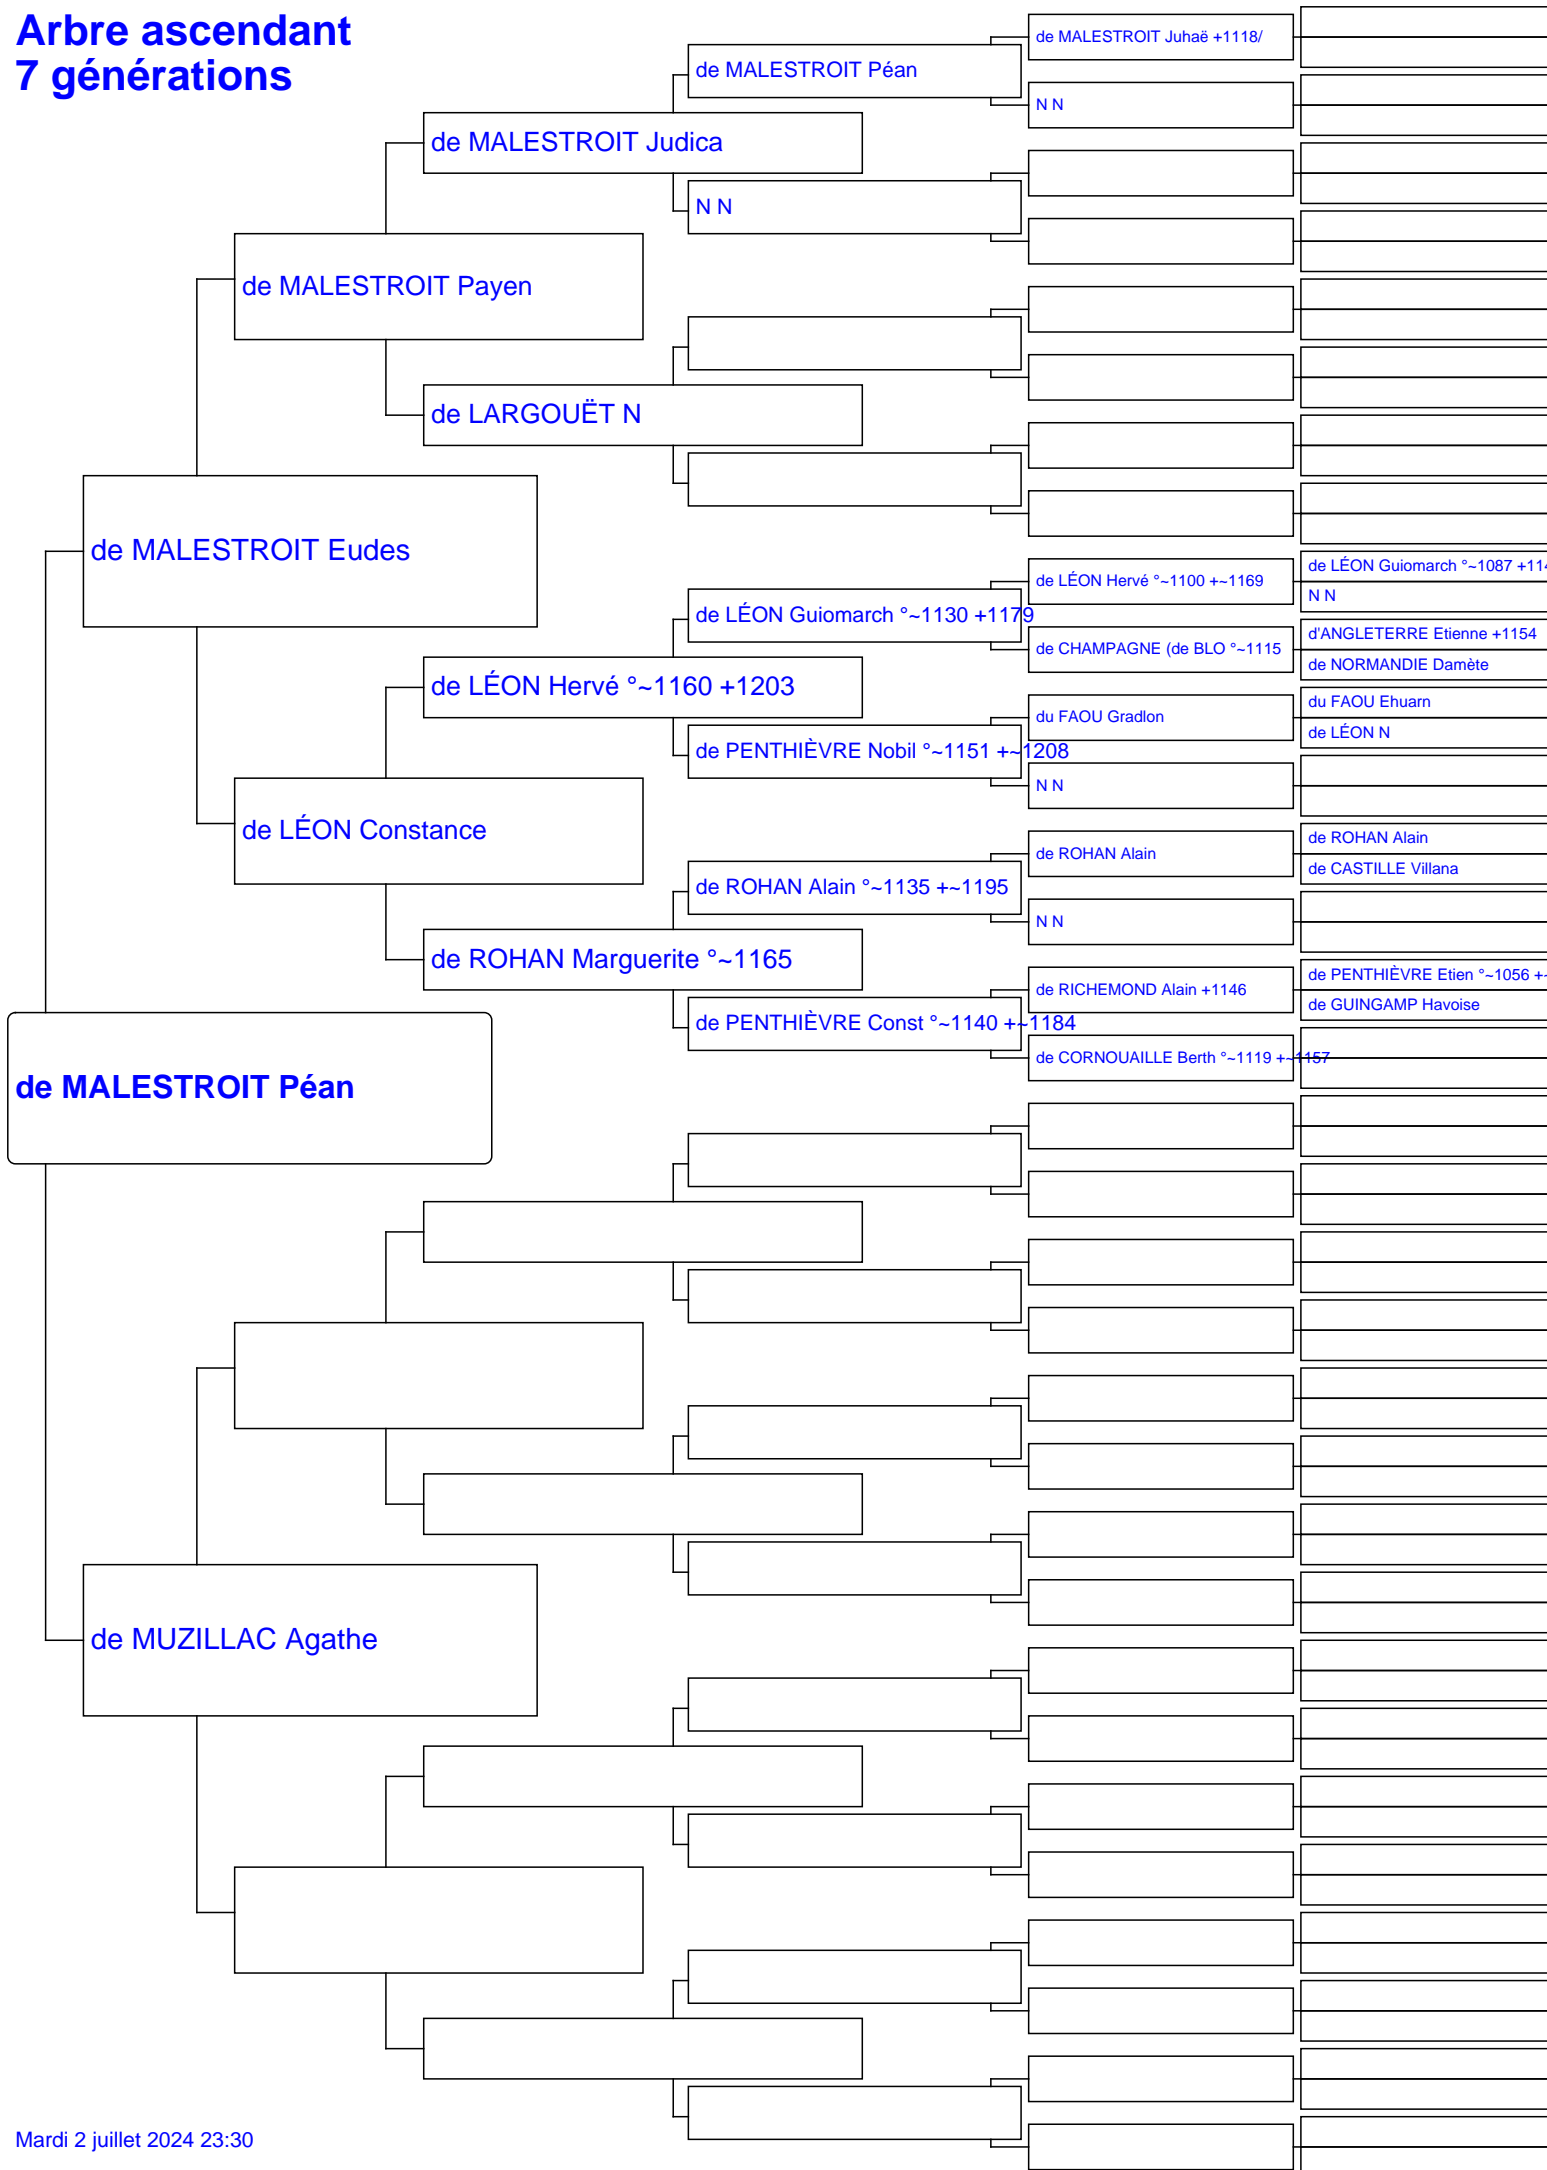 Arbre ascendant
7 générations
de MALESTROIT Péan
de MALESTROIT Eudes
de MUZILLAC Agathe
de MALESTROIT Payen
de LÉON Constance
de MALESTROIT Judica
de LARGOUËT N
de LÉON Hervé °~1160 +1203
de ROHAN Marguerite °~1165
de MALESTROIT Péan
N N
de LÉON Guiomarch °~1130 +1179
de PENTHIÈVRE Nobil °~1151 +~1208
de ROHAN Alain °~1135 +~1195
de PENTHIÈVRE Const °~1140 +~1184
de MALESTROIT Juhaë +1118/
N N
de LÉON Hervé °~1100 +~1169
de CHAMPAGNE (de BLO °~1115
du FAOU Gradlon
N N
de ROHAN Alain
N N
de RICHEMOND Alain +1146
de CORNOUAILLE Berth °~1119 +~1157
de LÉON Guiomarch °~1087 +114
N N
d'ANGLETERRE Etienne +1154
de NORMANDIE Damète
du FAOU Ehuarn
de LÉON N
de ROHAN Alain
de CASTILLE Villana
de PENTHIÈVRE Etien °~1056 +~
de GUINGAMP Havoise
Mardi 2 juillet 2024 23:30